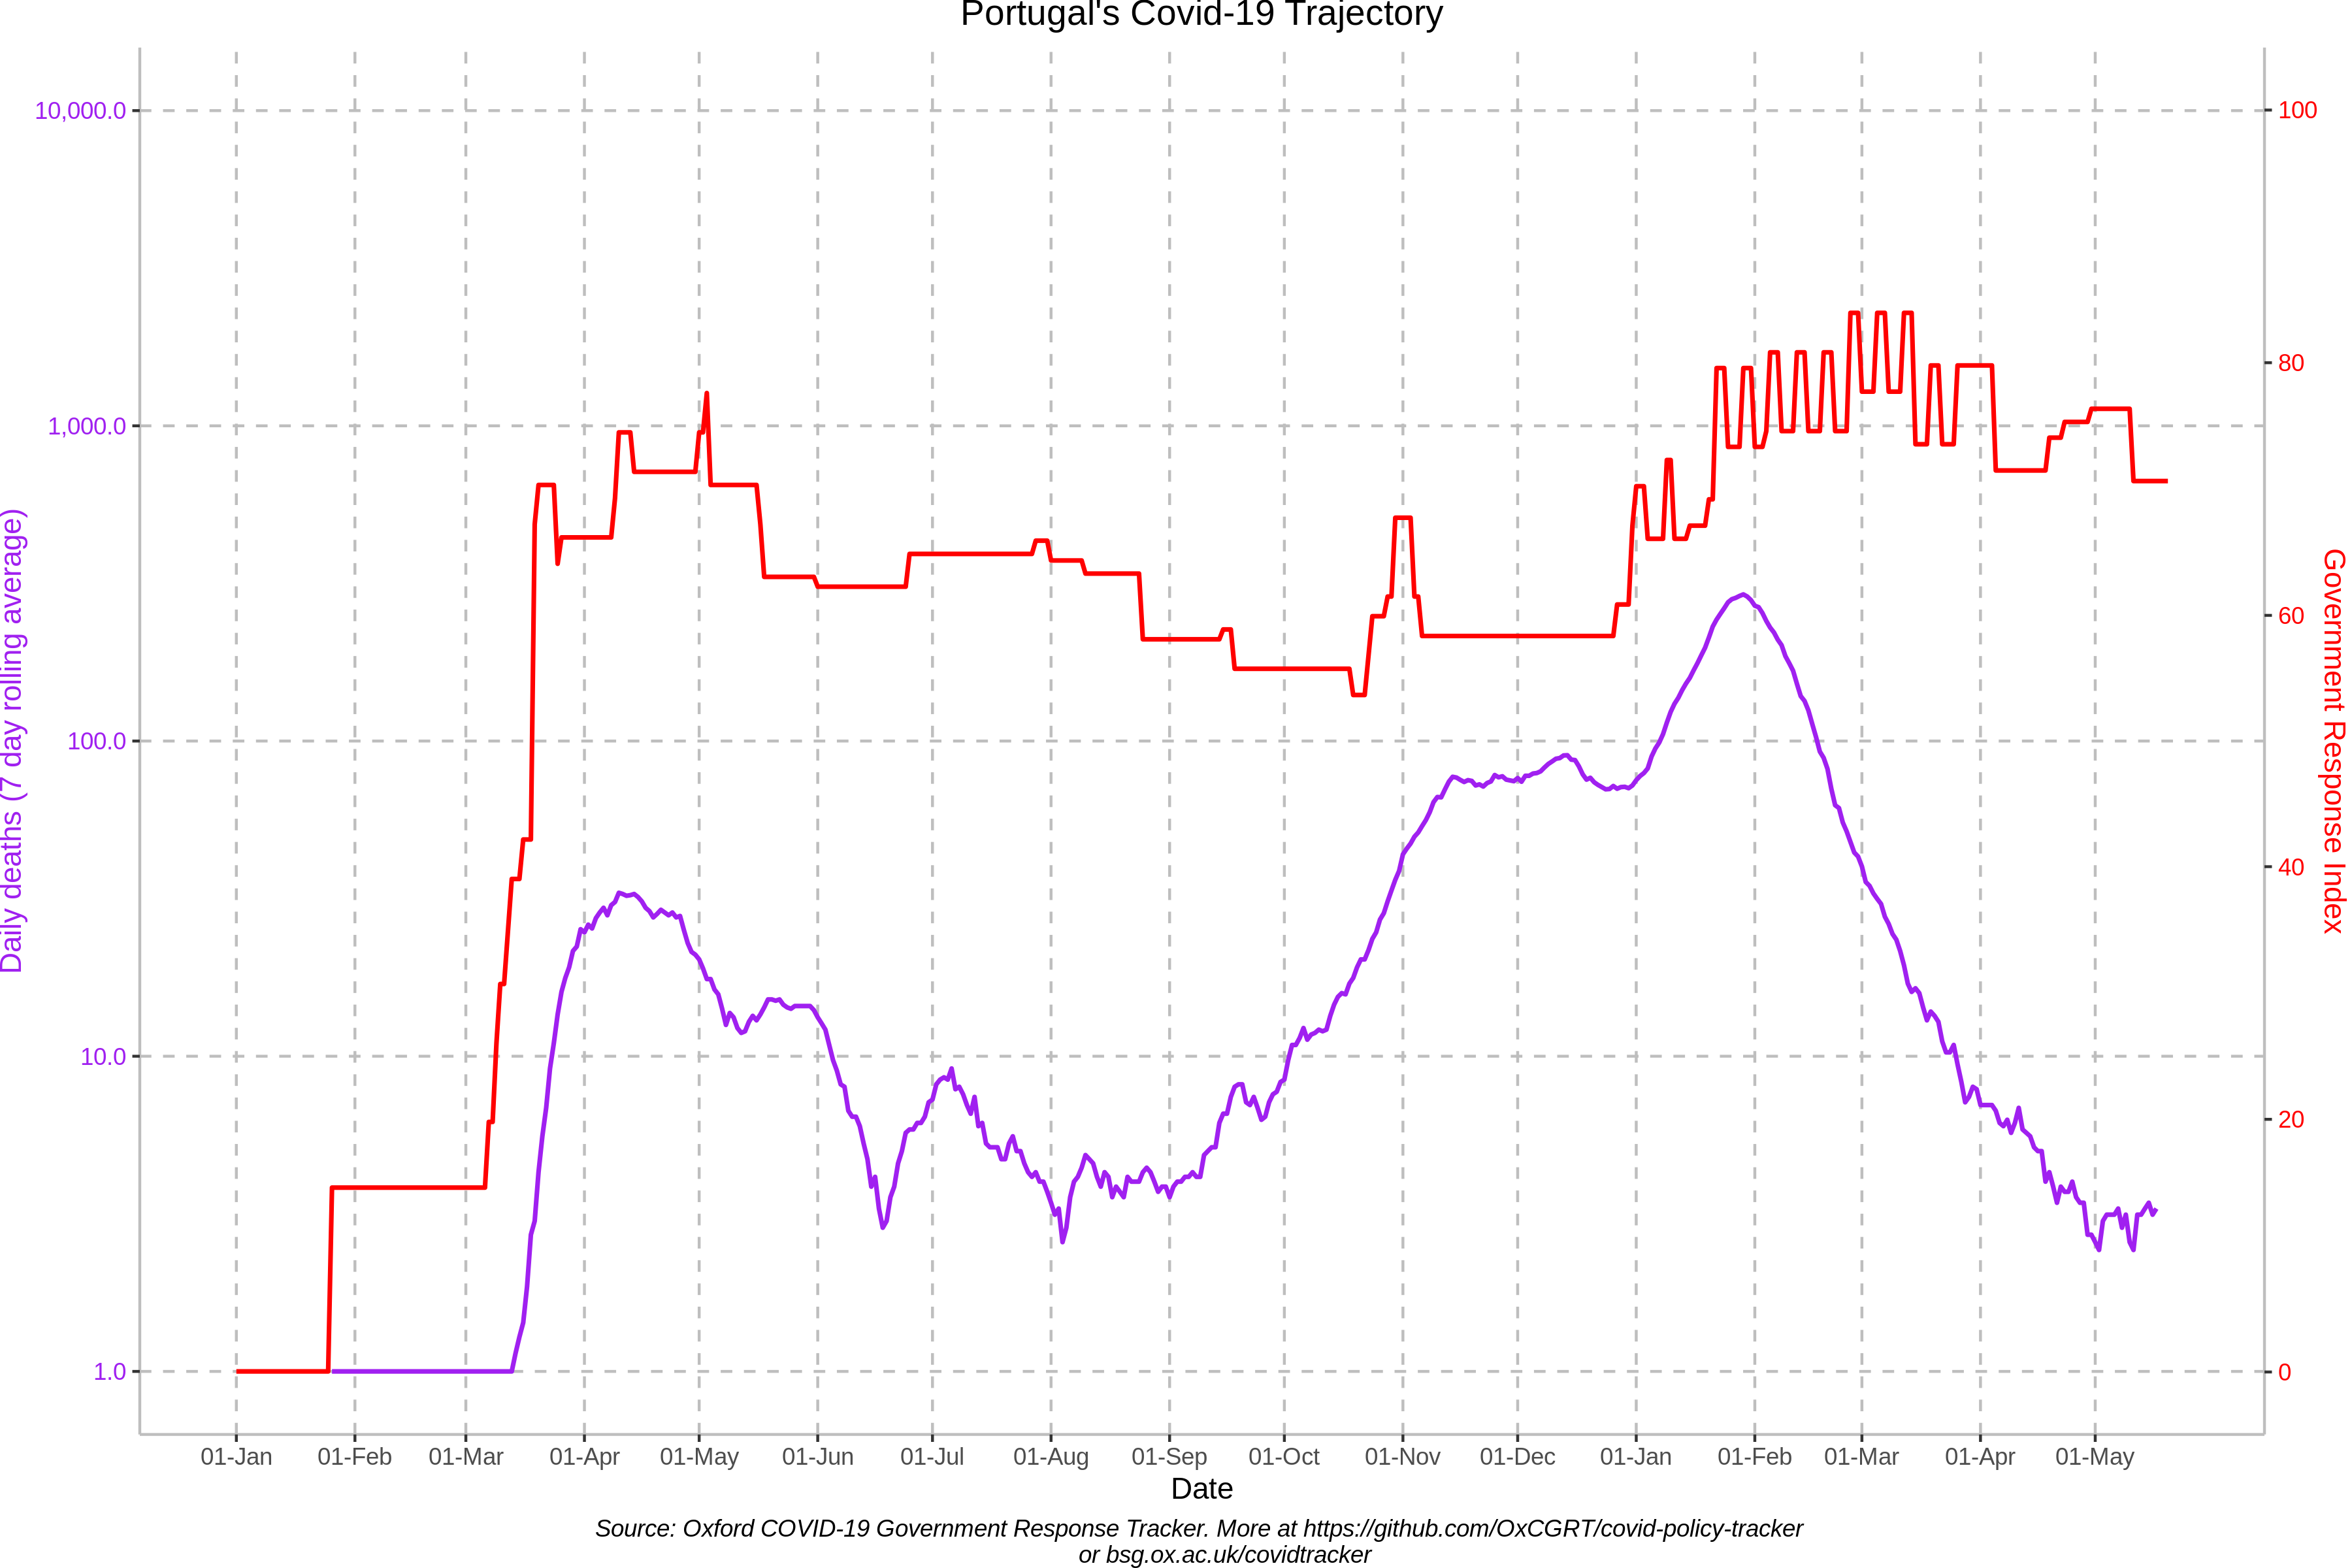 Portugal's Covid-19 Trajectory
10,000.0
1,000.0
100.0
10.0
1.0
Daily deaths (7 day rolling average)
100
80
60
40
20
0
Government Response Index
01-Jan 01-Feb 01-Mar 01-Apr 01-May 01-Jun 01-Jul 01-Aug 01-Sep 01-Oct 01-Nov 01-Dec 01-Jan 01-Feb 01-Mar 01-Apr 01-May
Date
Source: Oxford COVID-19 Government Response Tracker. More at https://github.com/OxCGRT/covid-policy-tracker
or bsg.ox.ac.uk/covidtracker